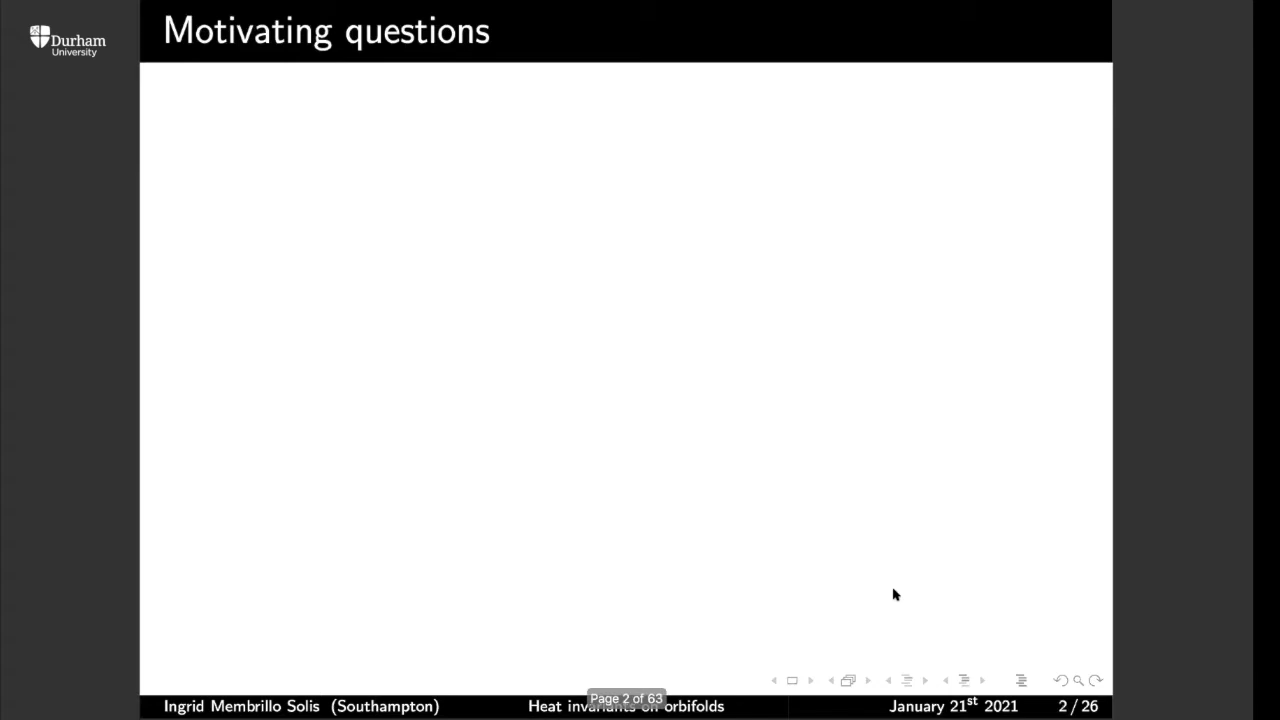 Durham
University
Motivating questions
Page 2 of 63
Ingrid Membrillo Solis (Southampton)
Heat invariants on orbifolds
January 21st 2021
2 / 26